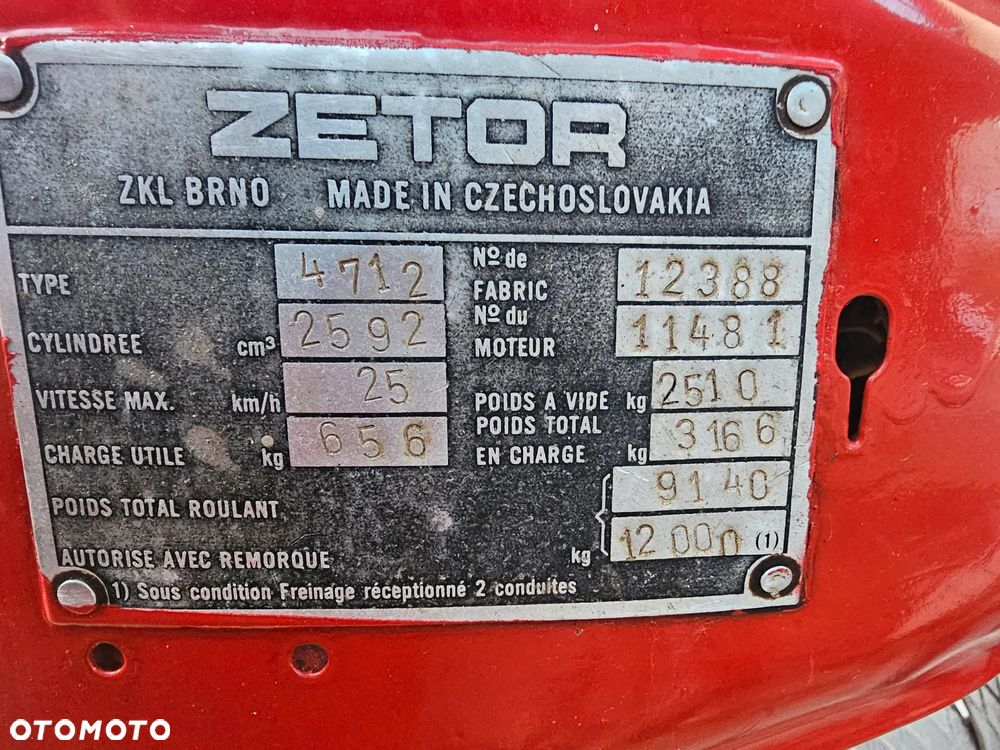 ZETOR
ZKL BRNO MADE IN CZECHOSLOVAKIA
TYPE 4712
Nº de FABRIC 12388
CYLINDREE cm³ 2592
Nº du MOTEUR 11481
VITESSE MAX. km/h 25
POIDS A VIDE kg 2510
CHARGE UTILE kg 656
POIDS TOTAL EN CHARGE kg 3166
POIDS TOTAL ROULANT 9140
AUTORISE AVEC REMORQUE kg 12000 (1)
1) Sous condition Freinage réceptionné 2 conduites
OTOMOTO